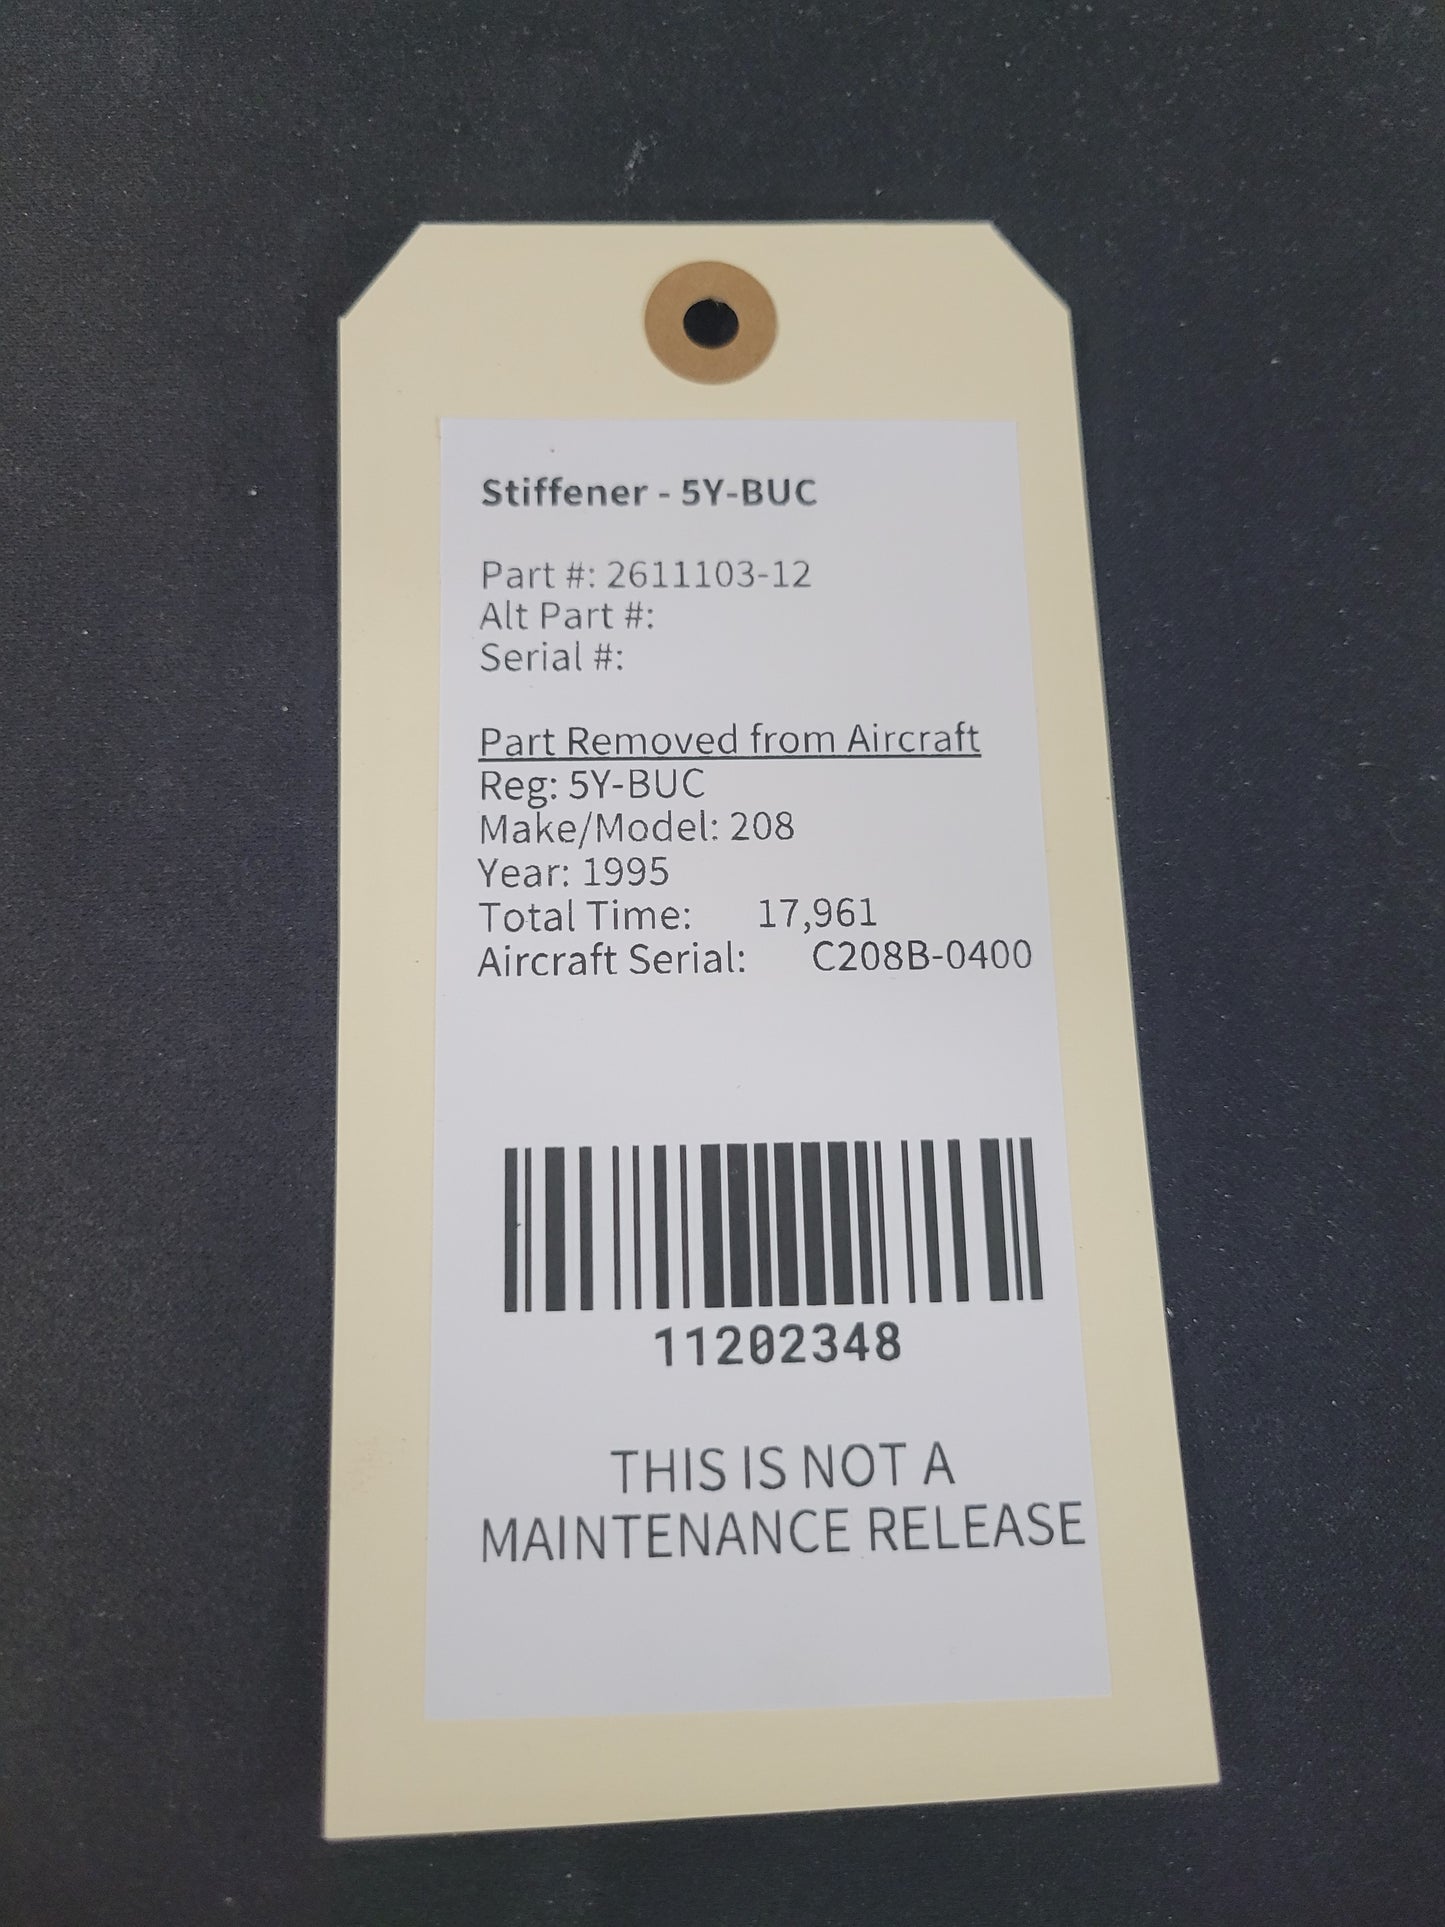 Stiffener - 5Y-BUC
Part #: 2611103-12
Alt Part #:
Serial #:
Part Removed from Aircraft
Reg: 5Y-BUC
Make/Model: 208
Year: 1995
Total Time: 17,961
Aircraft Serial: C208B-0400
11202348
THIS IS NOT A
MAINTENANCE RELEASE